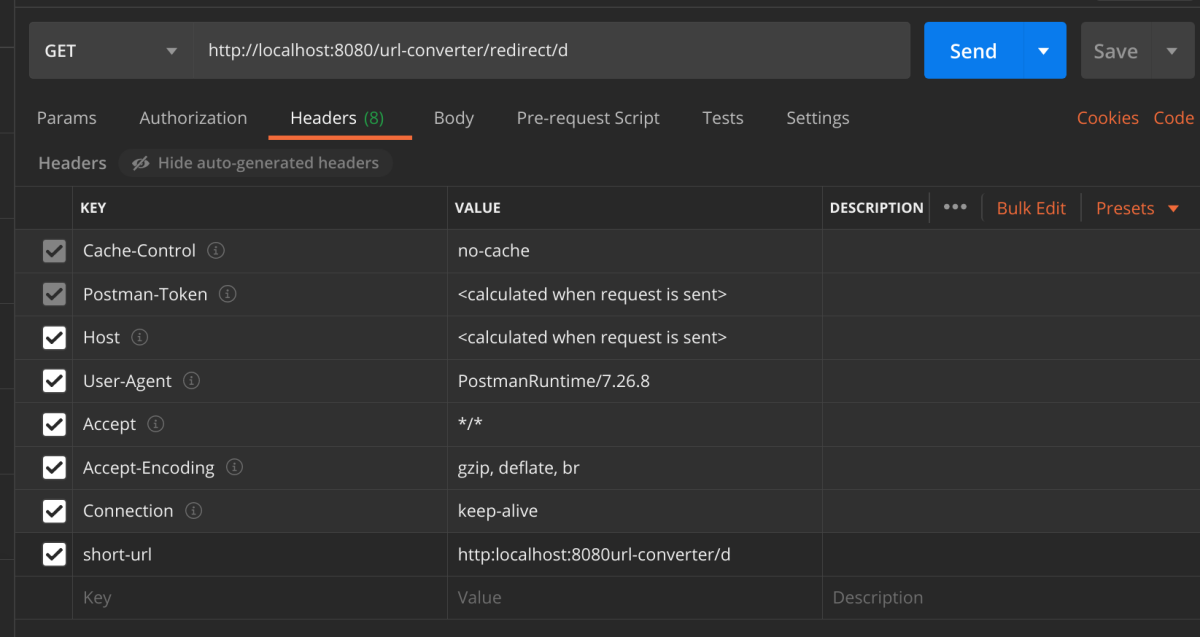 GET http://localhost:8080/url-converter/redirect/d Send Save
Params Authorization Headers (8) Body Pre-request Script Tests Settings Cookies Code
Headers Hide auto-generated headers
KEY VALUE DESCRIPTION ••• Bulk Edit Presets
Cache-Control no-cache
Postman-Token <calculated when request is sent>
Host <calculated when request is sent>
User-Agent PostmanRuntime/7.26.8
Accept */*
Accept-Encoding gzip, deflate, br
Connection keep-alive
short-url http:localhost:8080url-converter/d
Key Value Description